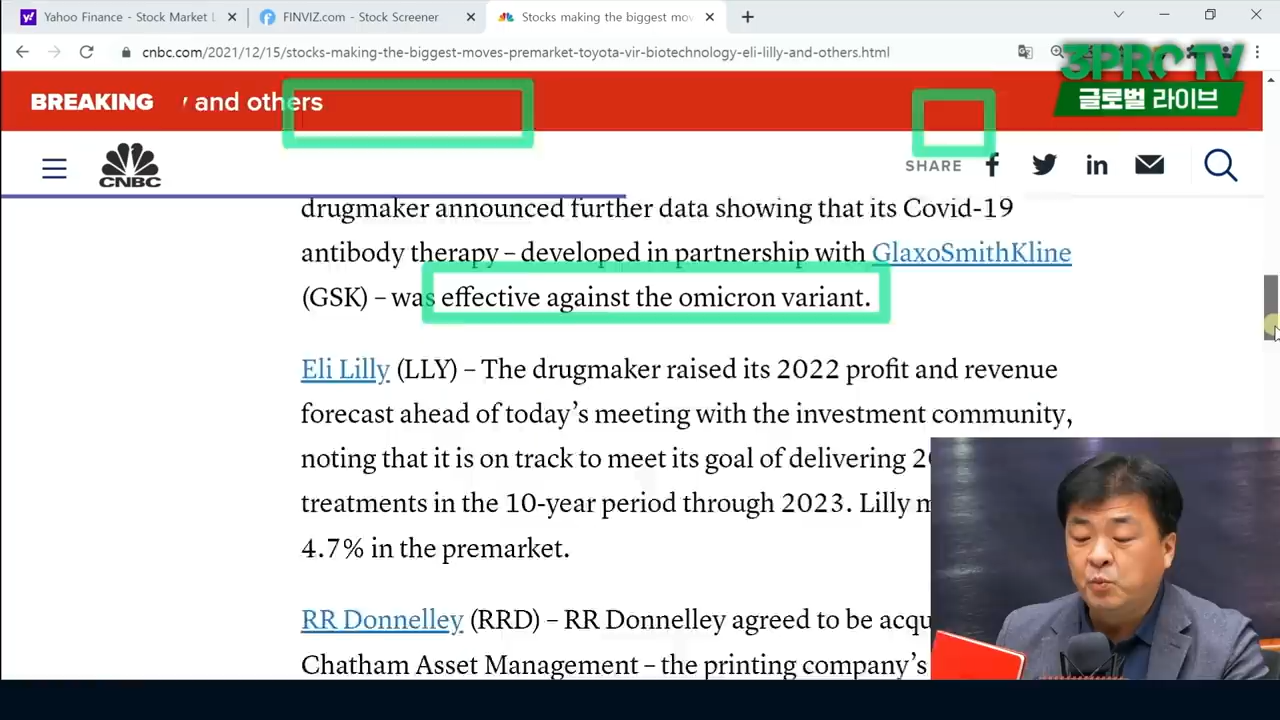 Yahoo Finance - Stock Market L
FINVIZ.com - Stock Screener
Stocks making the biggest mov
cnbc.com/2021/12/15/stocks-making-the-biggest-moves-premarket-toyota-vir-biotechnology-eli-lilly-and-others.html
3PRO TV
글로벌 라이브
BREAKING
y and others
CNBC
SHARE
drugmaker announced further data showing that its Covid-19
antibody therapy – developed in partnership with GlaxoSmithKline
(GSK) – was effective against the omicron variant.
Eli Lilly (LLY) – The drugmaker raised its 2022 profit and revenue
forecast ahead of today’s meeting with the investment community,
noting that it is on track to meet its goal of delivering
treatments in the 10-year period through 2023. Lilly
4.7% in the premarket.
RR Donnelley (RRD) – RR Donnelley agreed to be acqu
Chatham Asset Management – the printing company’s